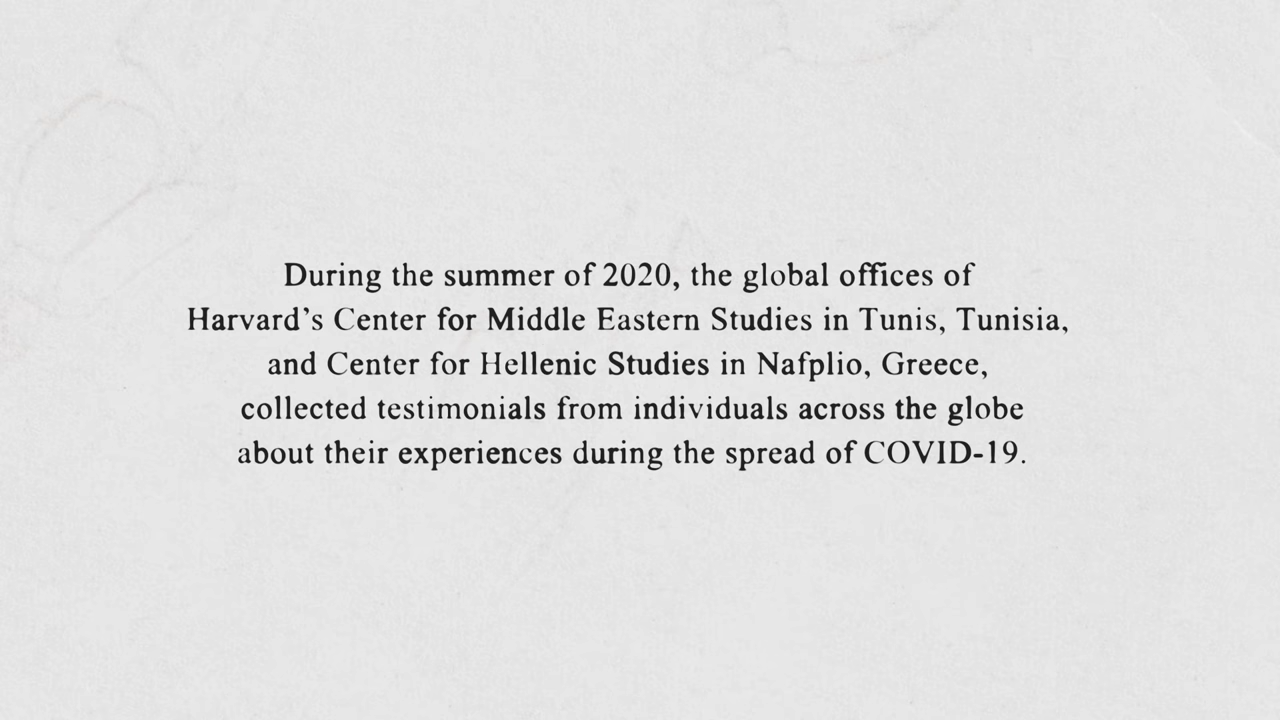 During the summer of 2020, the global offices of
Harvard’s Center for Middle Eastern Studies in Tunis, Tunisia,
and Center for Hellenic Studies in Nafplio, Greece,
collected testimonials from individuals across the globe
about their experiences during the spread of COVID-19.